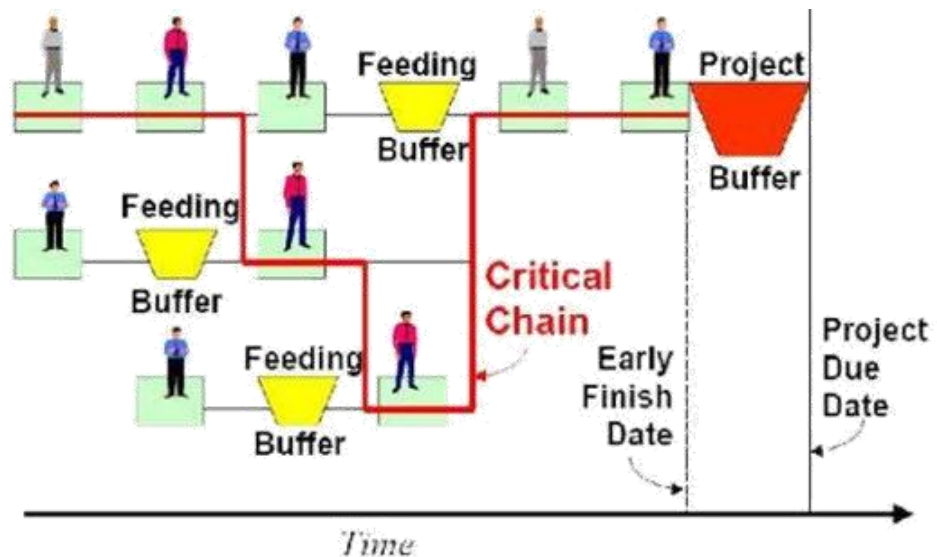 Feeding
Buffer
Project
Buffer
Feeding
Buffer
Critical
Chain
Feeding
Buffer
Early
Finish
Date
Project
Due
Date
Time